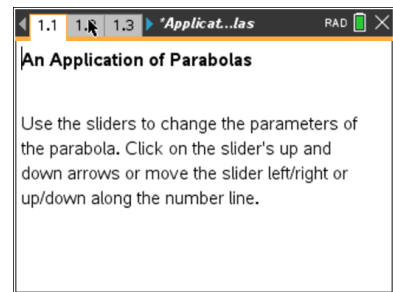 1.1 1.2 1.3 *Applicat...las RAD
An Application of Parabolas
Use the sliders to change the parameters of
the parabola. Click on the slider's up and
down arrows or move the slider left/right or
up/down along the number line.